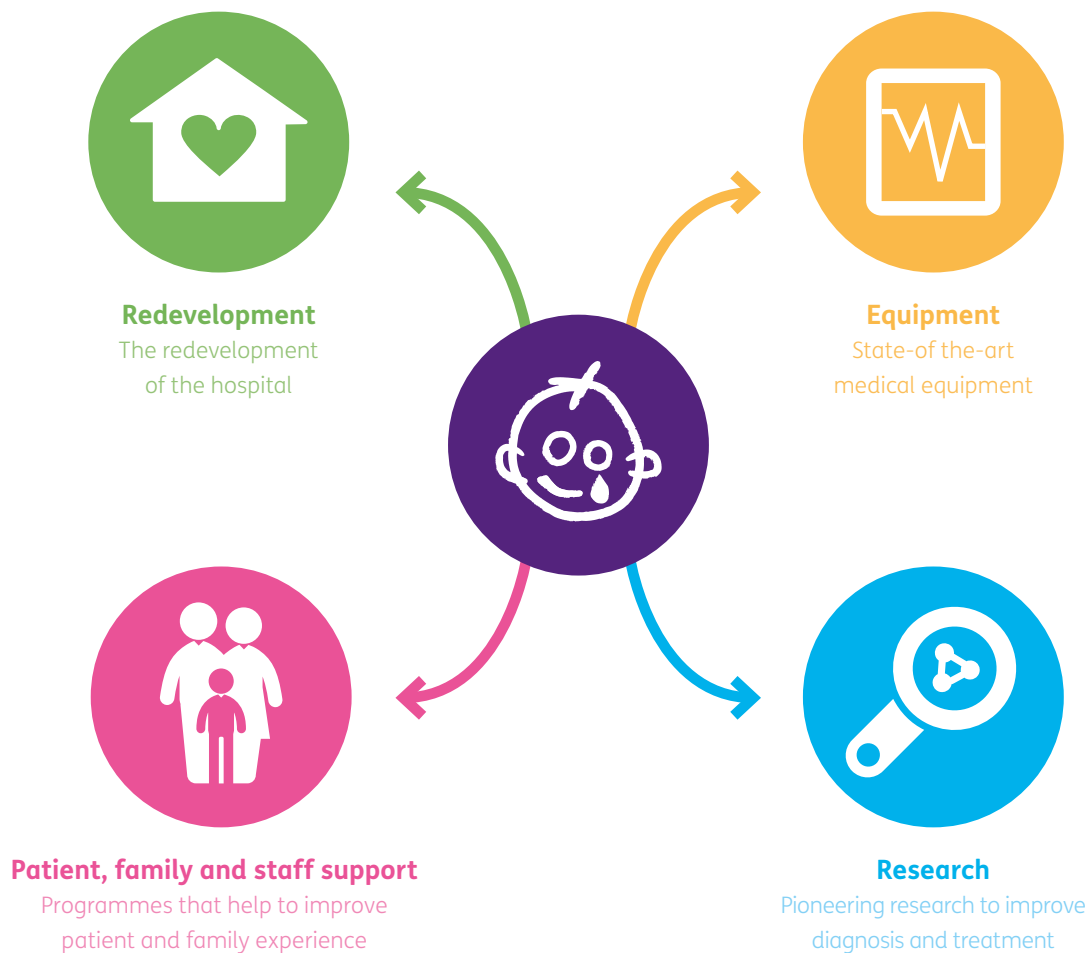 Redevelopment
The redevelopment
of the hospital
Equipment
State-of the-art
medical equipment
Patient, family and staff support
Programmes that help to improve
patient and family experience
Research
Pioneering research to improve
diagnosis and treatment